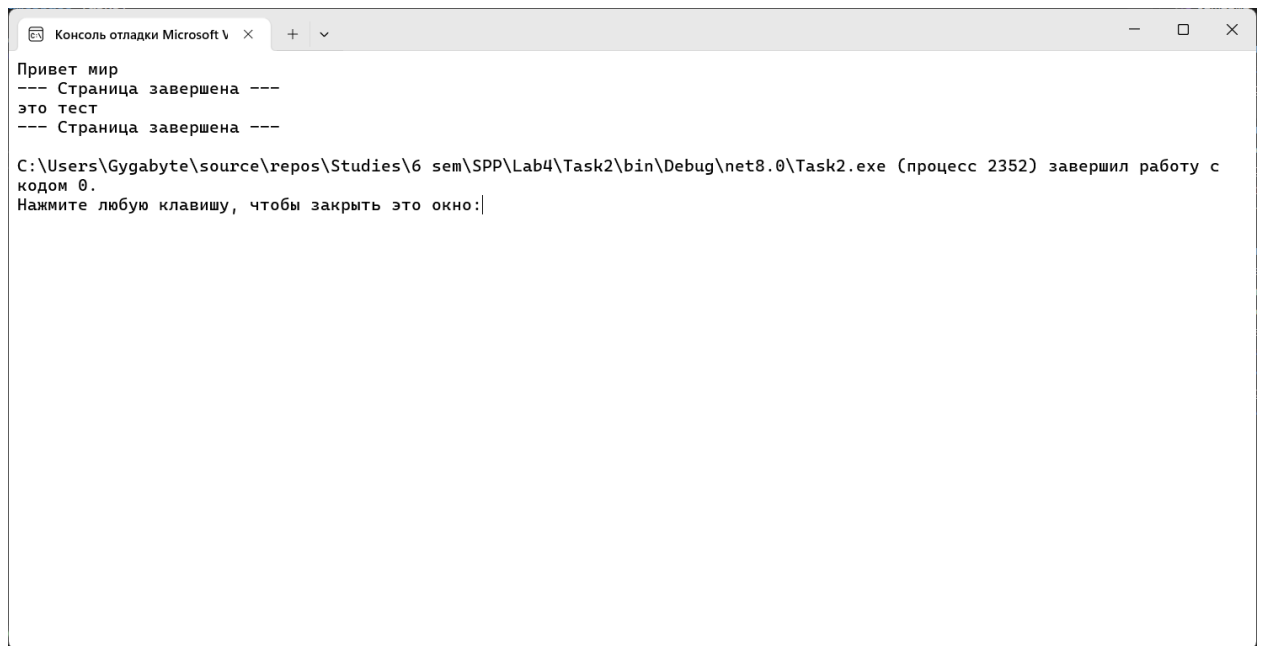 Консоль отладки Microsoft V
Привет мир
--- Страница завершена ---
это тест
--- Страница завершена ---
C:\Users\Gygabyte\source\repos\Studies\6 sem\SPP\Lab4\Task2\bin\Debug\net8.0\Task2.exe (процесс 2352) завершил работу с
кодом 0.
Нажмите любую клавишу, чтобы закрыть это окно: